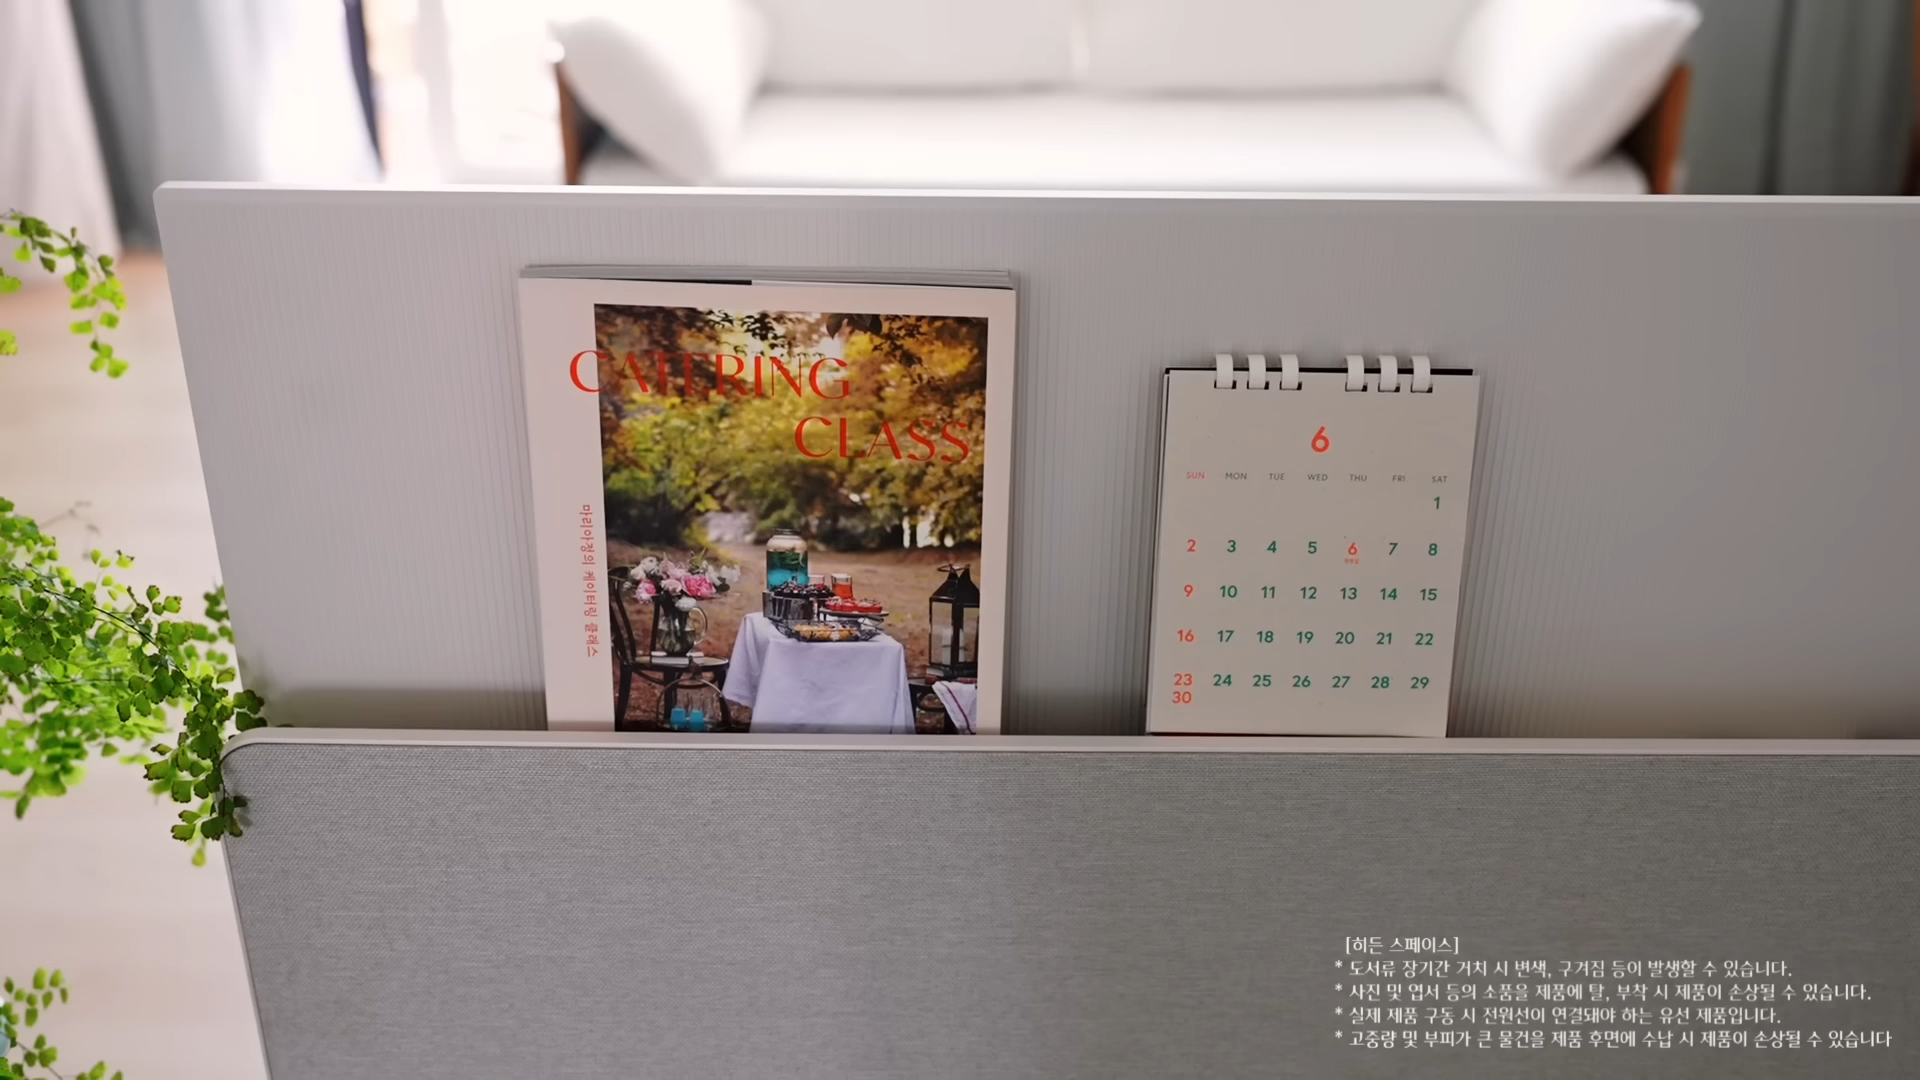 CATERING
CLASS
마리아쟁의 케이터링 클래스
6
SUN MON TUE WED THU FRI SAT
1
2 3 4 5 6 7 8
9 10 11 12 13 14 15
16 17 18 19 20 21 22
23 24 25 26 27 28 29
30
[히든 스페이스]
* 도서류 장기간 거치 시 변색, 구겨짐 등이 발생할 수 있습니다.
* 사진 및 엽서 등의 소품을 제품에 탈, 부착 시 제품이 손상될 수 있습니다.
* 실제 제품 구동 시 전원선이 연결돼야 하는 유선 제품입니다.
* 고중량 및 부피가 큰 물건을 제품 후면에 수납 시 제품이 손상될 수 있습니다